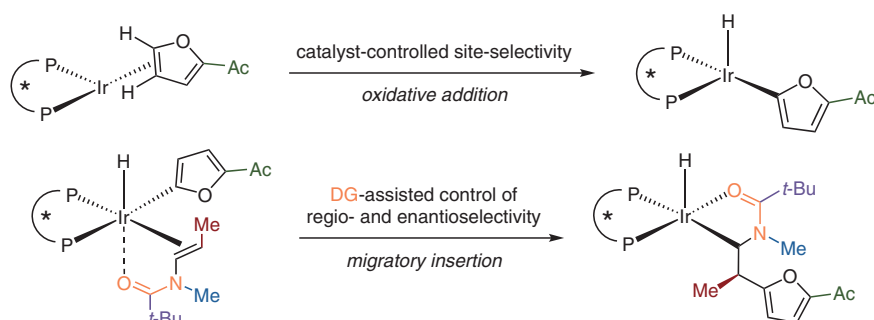 H
O
P
Ir
*
P
H
Ac
catalyst-controlled site-selectivity
oxidative addition
H
P
Ir
*
P
O
Ac
H
P
Ir
*
P
O
Ac
Me
O
N
Me
t-Bu
DG-assisted control of
regio- and enantioselectivity
migratory insertion
H
O
t-Bu
P
Ir
*
P
N
Me
Me
O
Ac